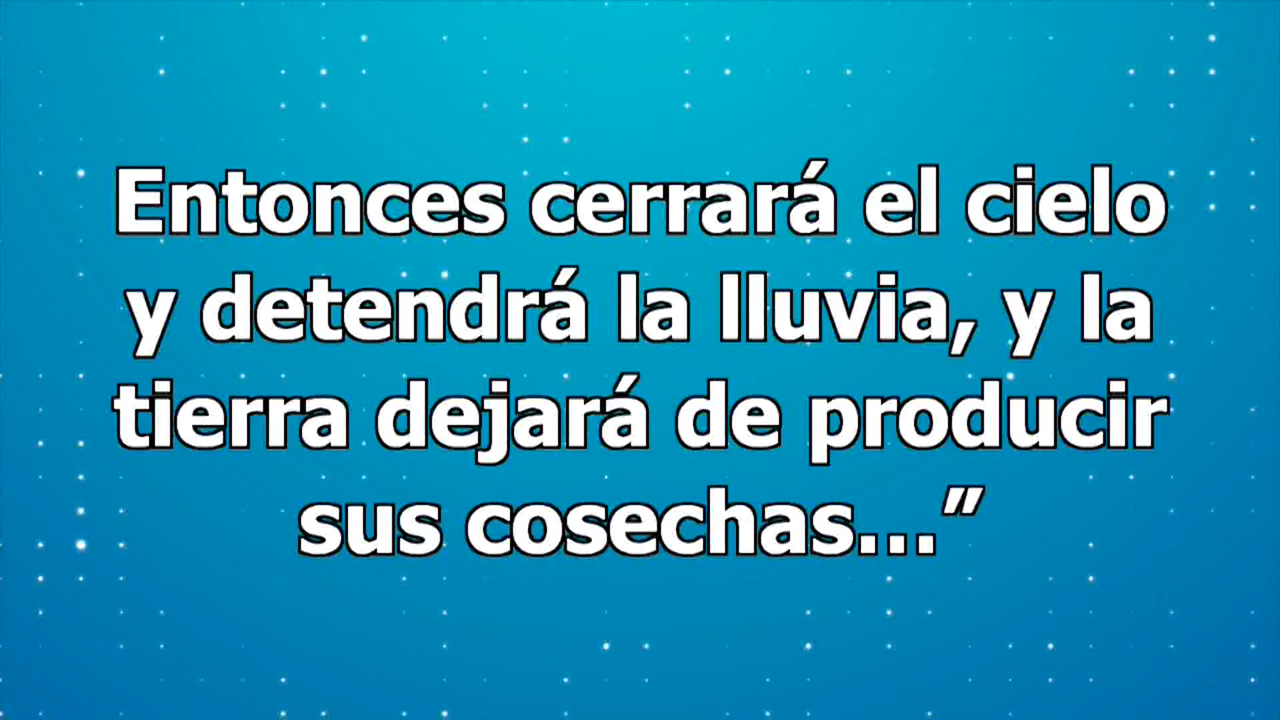 Entonces cerrará el cielo
y detendrá la lluvia, y la
tierra dejará de producir
sus cosechas...”